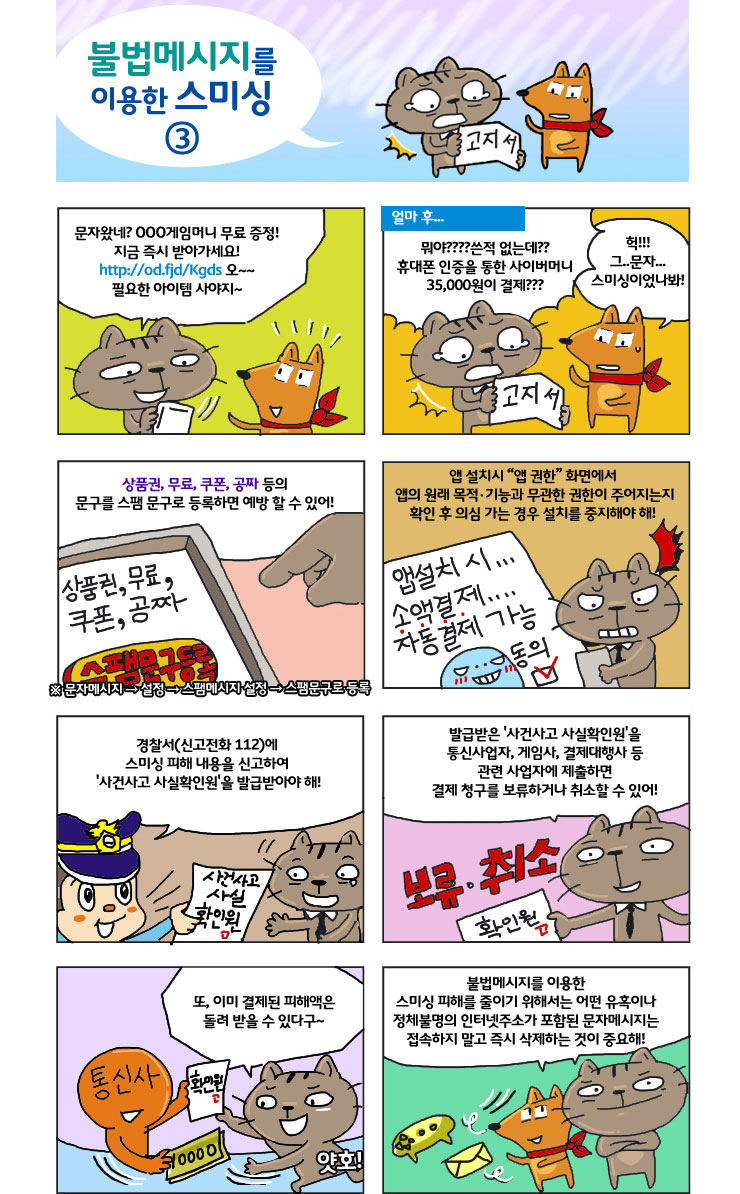 불법메시지를
이용한 스미싱
③
고지서
문자왔네? OOO게임머니 무료 증정!
지금 즉시 받아가세요!
http://od.fjd/Kgds 오~~
필요한 아이템 사야지~
얼마 후...
뭐야????쓴적 없는데??
휴대폰 인증을 통한 사이버머니
35,000원이 결제???
헉!!!
그..문자...
스미싱이었나봐!
고지서
상품권, 무료, 쿠폰, 공짜 등의
문구를 스팸 문구로 등록하면 예방 할 수 있어!
상품권, 무료,
쿠폰, 공짜
스팸문구등록
※ 문자메시지 → 설정 → 스팸메시지 설정 → 스팸문구로 등록
앱 설치시 “앱 권한” 화면에서
앱의 원래 목적·기능과 무관한 권한이 주어지는지
확인 후 의심 가는 경우 설치를 중지해야 해!
앱설치 시...
소액결제....
자동결제 가능
동의
경찰서(신고전화 112)에
스미싱 피해 내용을 신고하여
'사건사고 사실확인원'을 발급받아야 해!
사건사고
사실
확인원
발급받은 '사건사고 사실확인원'을
통신사업자, 게임사, 결제대행사 등
관련 사업자에 제출하면
결제 청구를 보류하거나 취소할 수 있어!
보류·취소
확인원
또, 이미 결제된 피해액은
돌려 받을 수 있다구~
통신사
확인원
10000
얏호!
불법메시지를 이용한
스미싱 피해를 줄이기 위해서는 어떤 유혹이나
정체불명의 인터넷주소가 포함된 문자메시지는
접속하지 말고 즉시 삭제하는 것이 중요해!